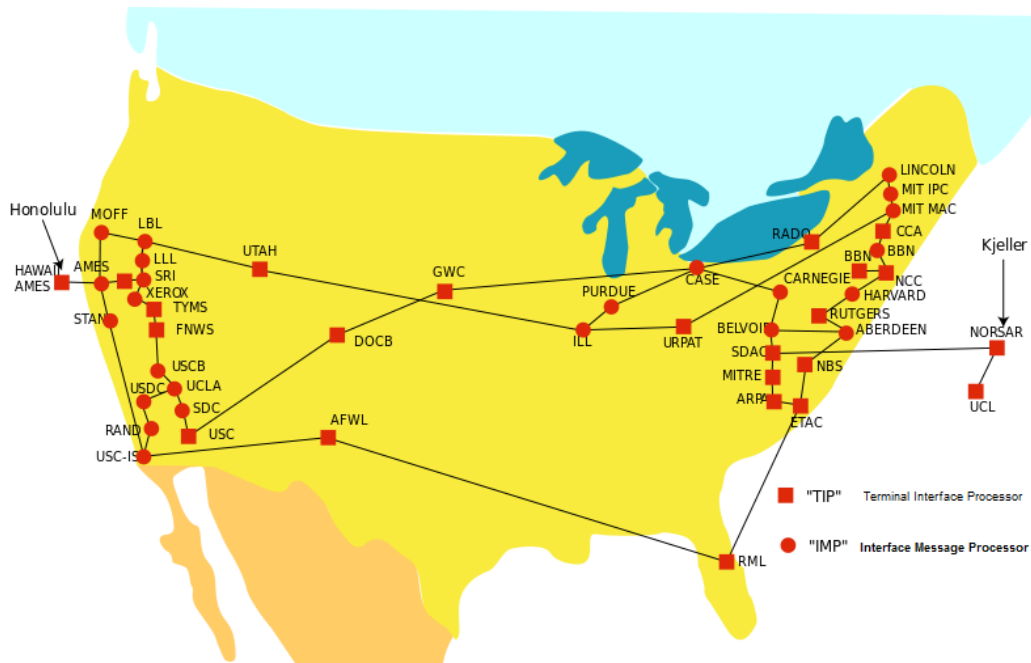 LINCOLN
MIT IPC
MIT MAC
Honolulu
MOFF
LBL
CCA
RADO
BBN
Kjeller
UTAH
LLL
BBN
HAWAII
AMES
AMES
SRI
GWC
CASE
CARNEGIE
NCC
XEROX
PURDUE
HARVARD
TYMS
RUTGERS
STAN
FNWS
DOCB
ILL
URPAT
BELVOIR
ABERDEEN
NORSAR
SDAC
USCB
NBS
USDC
UCLA
MITRE
SDC
ARPA
UCL
RAND
USC
AFWL
ETAC
USC-IS
"TIP" Terminal Interface Processor
"IMP" Interface Message Processor
RML